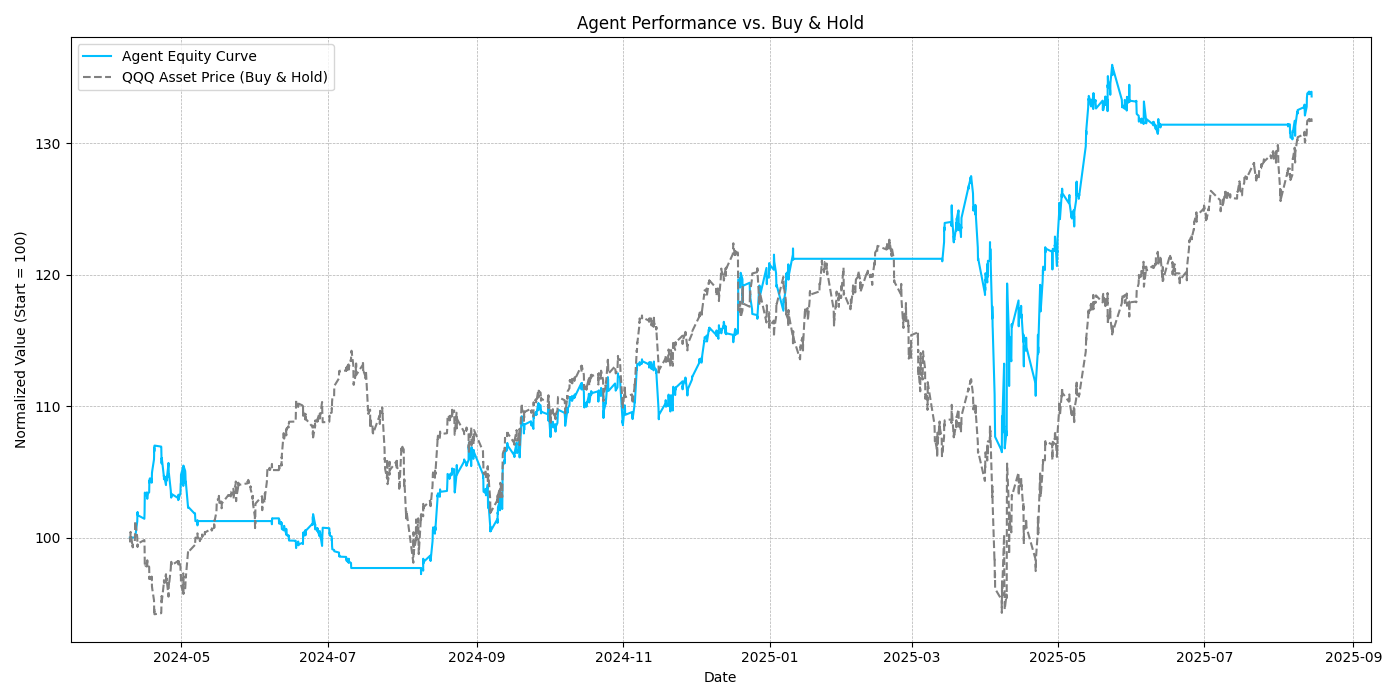 Agent Performance vs. Buy & Hold
Agent Equity Curve
QQQ Asset Price (Buy & Hold)
Normalized Value (Start = 100)
130
120
110
100
2024-05
2024-07
2024-09
2024-11
2025-01
2025-03
2025-05
2025-07
2025-09
Date